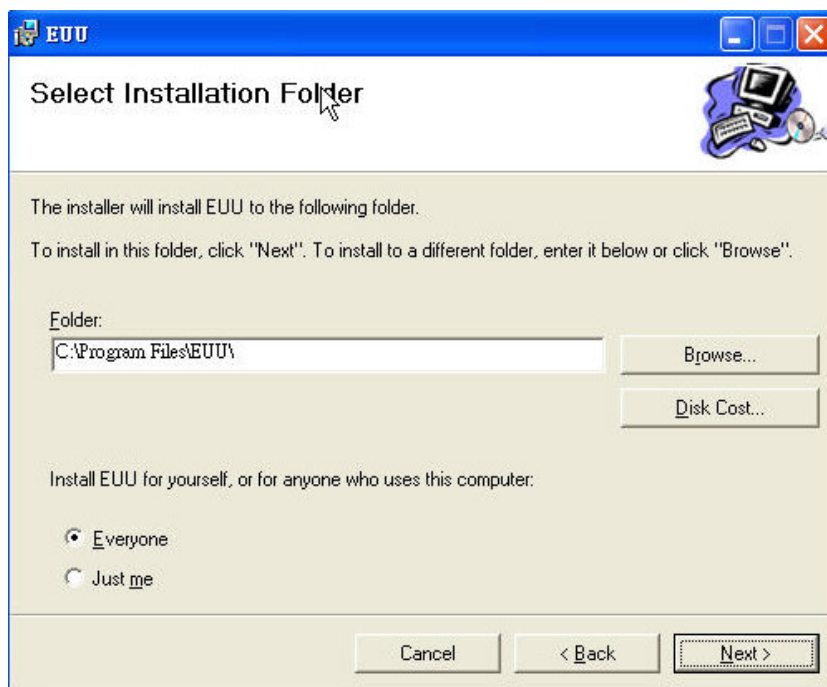 EUU
Select Installation Folder
The installer will install EUU to the following folder.
To install in this folder, click "Next". To install to a different folder, enter it below or click "Browse".
Folder:
C:\Program Files\EUU\
Browse...
Disk Cost...
Install EUU for yourself, or for anyone who uses this computer:
Everyone
Just me
Cancel
< Back
Next >